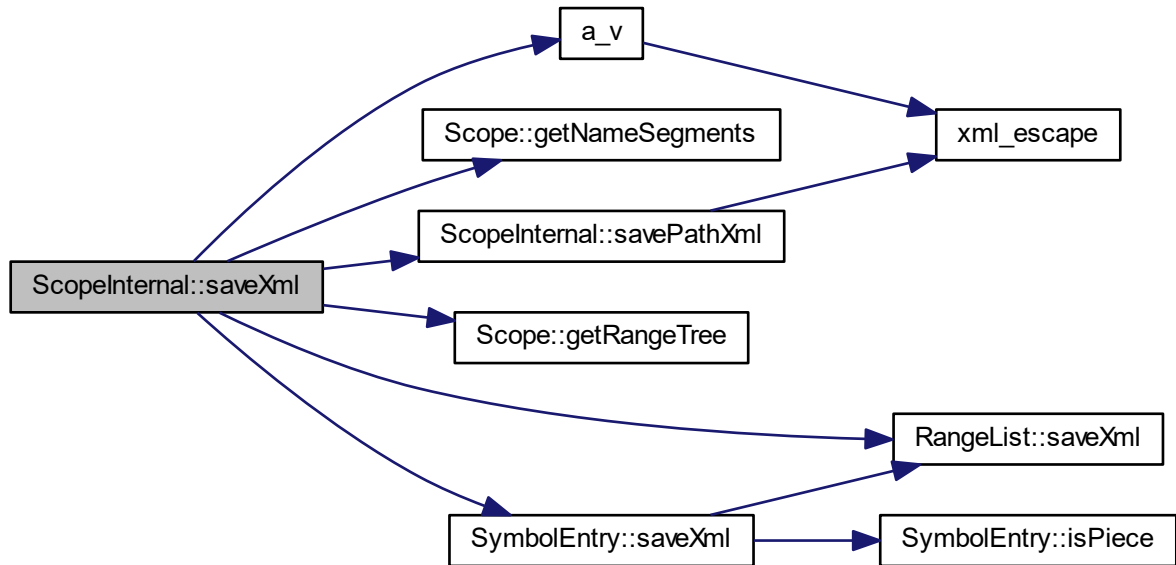 a_v
xml_escape
Scope::getNameSegments
ScopeInternal::savePathXml
ScopeInternal::saveXml
Scope::getRangeTree
RangeList::saveXml
SymbolEntry::saveXml
SymbolEntry::isPiece